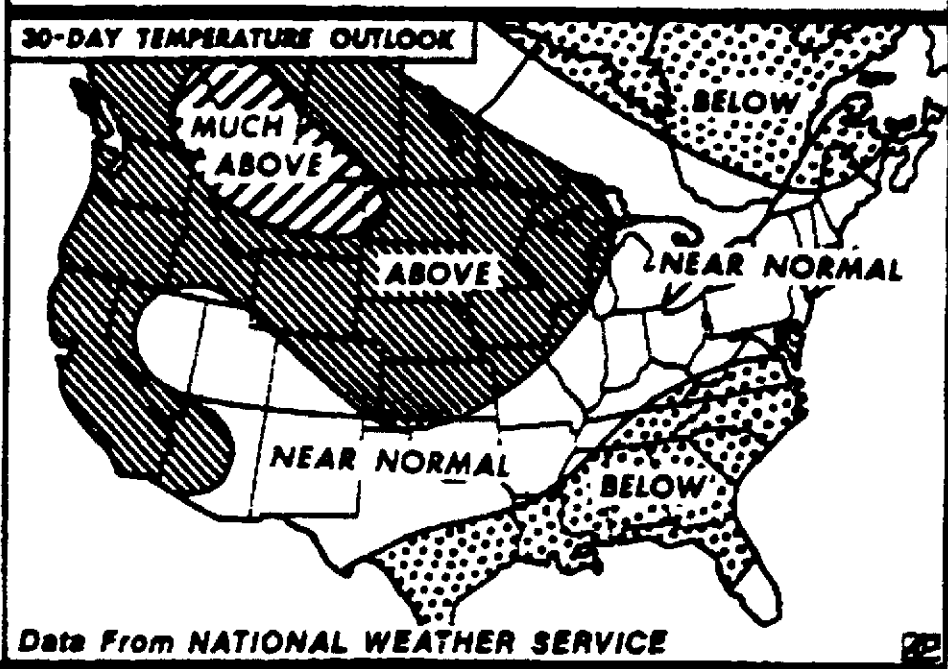 30-DAY TEMPERATURE OUTLOOK
BELOW
MUCH
ABOVE
ABOVE
NEAR NORMAL
NEAR NORMAL
BELOW
Data From NATIONAL WEATHER SERVICE